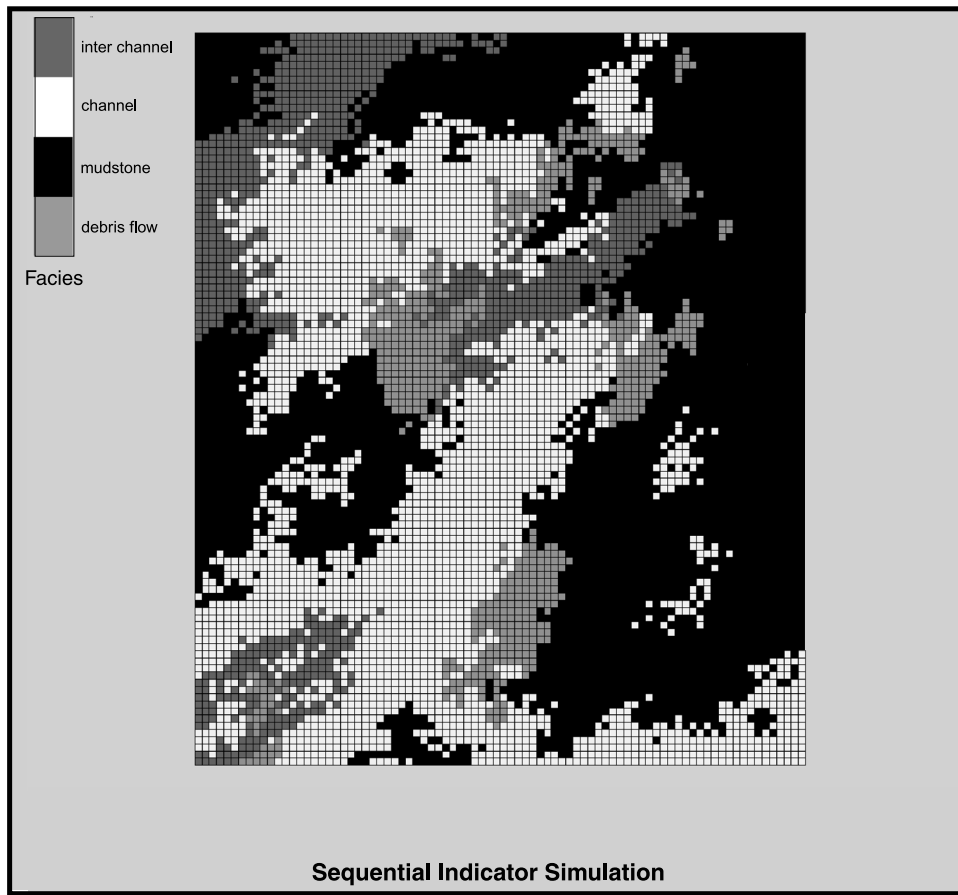 inter channel
channel
mudstone
debris flow
Facies
Sequential Indicator Simulation